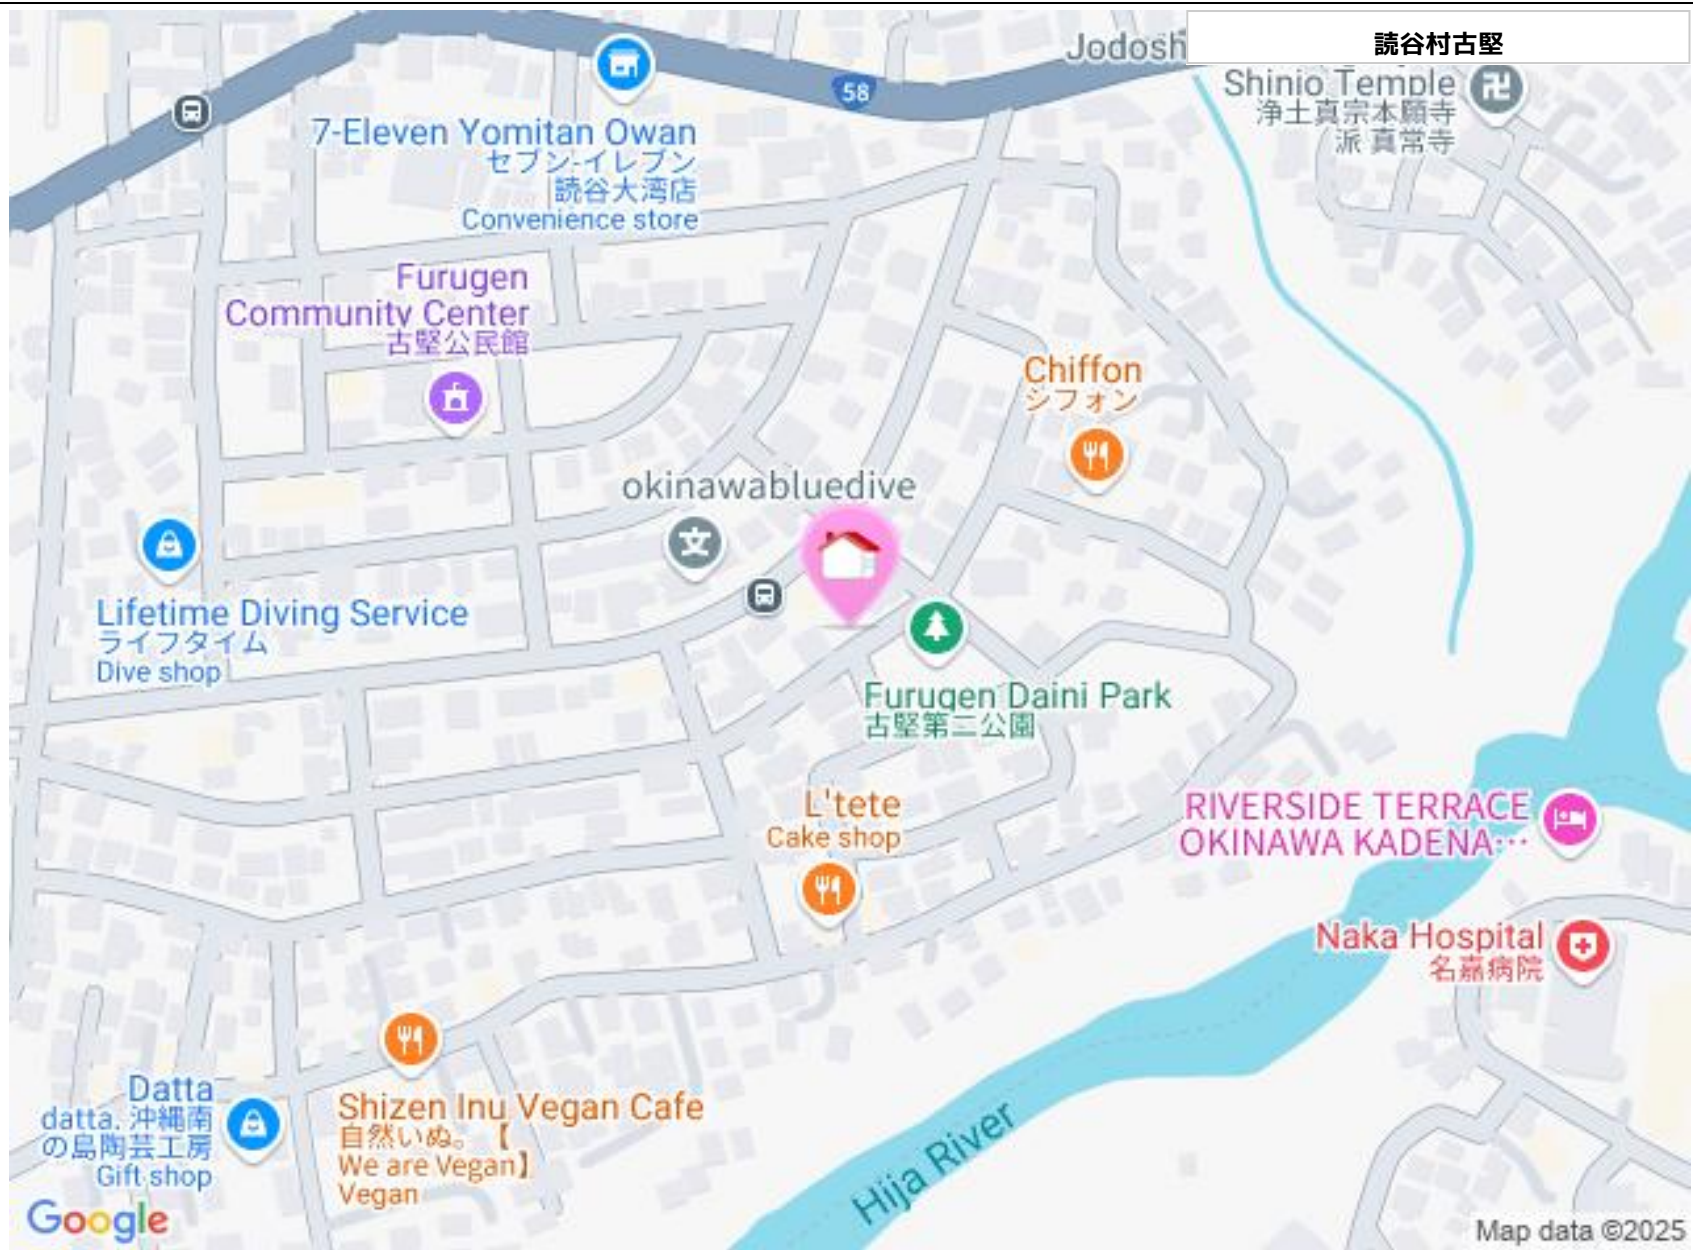 読谷村古堅
58
Jodosh
Shinio Temple
浄土真宗本願寺
派 真常寺
7-Eleven Yomitan Owan
セブン-イレブン
読谷大湾店
Convenience store
Furugen
Community Center
古堅公民館
Chiffon
シフォン
okinawabluedive
文
Lifetime Diving Service
ライフタイム
Dive shop
Furugen Daini Park
古堅第二公園
L'tete
Cake shop
RIVERSIDE TERRACE
OKINAWA KADENA…
Naka Hospital
名嘉病院
Datta
datta. 沖縄南
の島陶芸工房
Gift shop
Shizen Inu Vegan Cafe
自然いぬ。【
We are Vegan】
Vegan
Hija River
Google
Map data ©2025